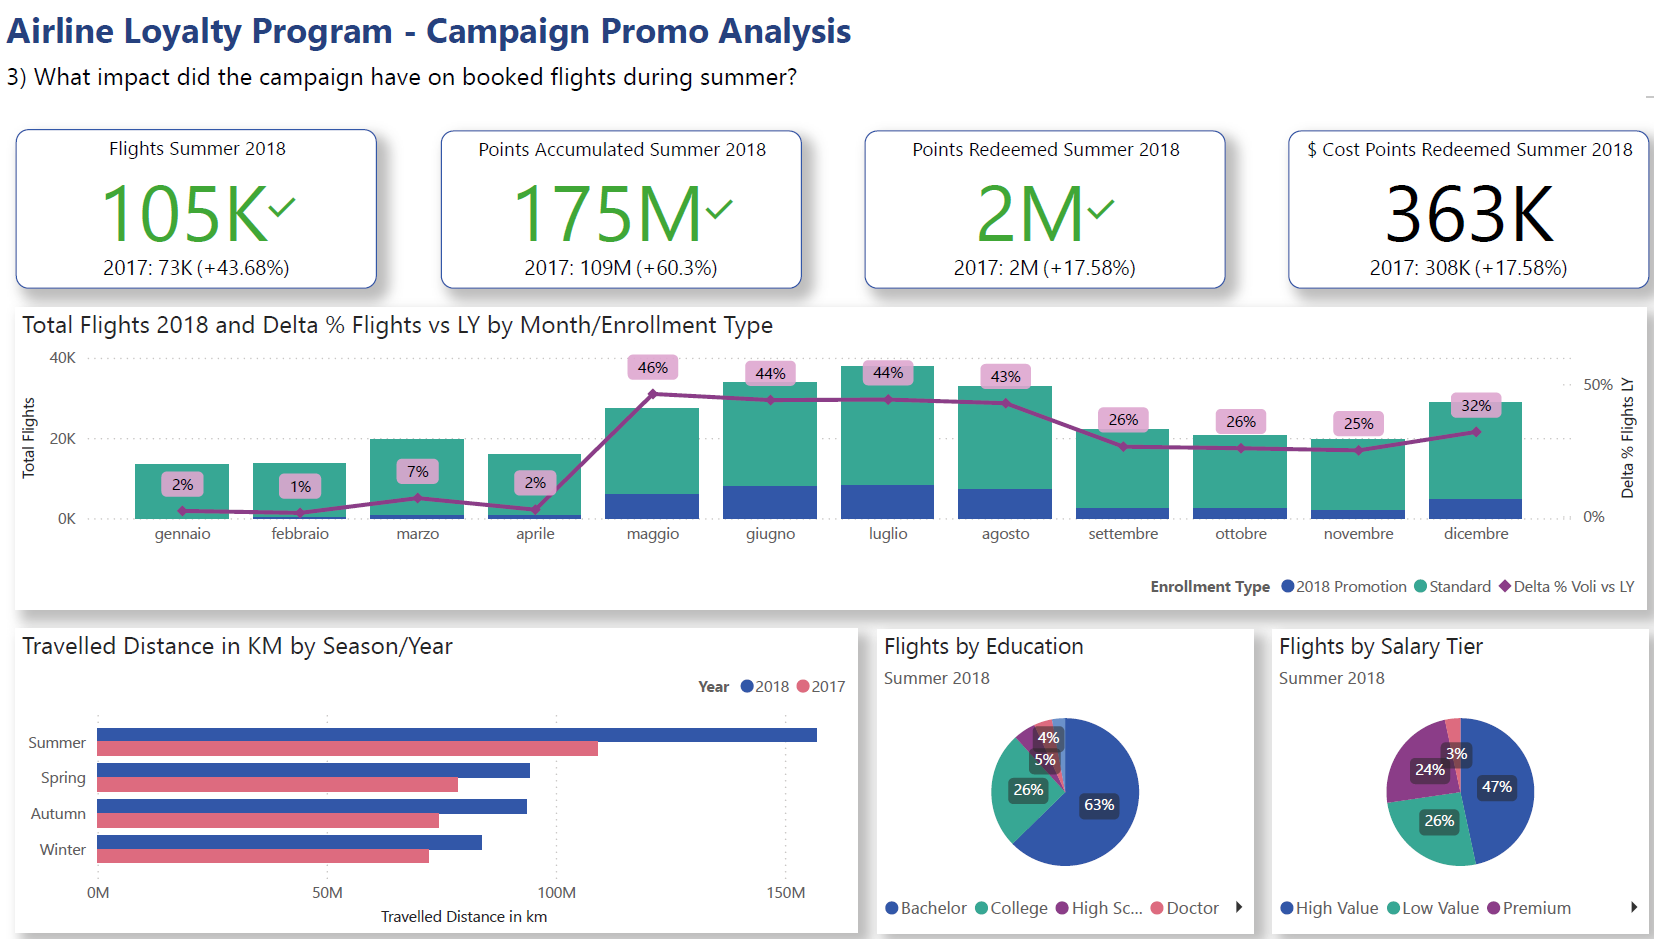 Airline Loyalty Program - Campaign Promo Analysis
3) What impact did the campaign have on booked flights during summer?
Flights Summer 2018
105K
2017: 73K (+43.68%)
Points Accumulated Summer 2018
175M
2017: 109M (+60.3%)
Points Redeemed Summer 2018
2M
2017: 2M (+17.58%)
$ Cost Points Redeemed Summer 2018
363K
2017: 308K (+17.58%)
Total Flights 2018 and Delta % Flights vs LY by Month/Enrollment Type
Total Flights
40K
20K
0K
2%
1%
7%
2%
46%
44%
44%
43%
26%
26%
25%
32%
50%
0%
Delta % Flights LY
gennaio
febbraio
marzo
aprile
maggio
giugno
luglio
agosto
settembre
ottobre
novembre
dicembre
Enrollment Type 2018 Promotion Standard Delta % Voli vs LY
Travelled Distance in KM by Season/Year
Year 2018 2017
Summer
Spring
Autumn
Winter
0M
50M
100M
150M
Travelled Distance in km
Flights by Education
Summer 2018
4%
5%
26%
63%
Bachelor College High Sc... Doctor
Flights by Salary Tier
Summer 2018
3%
24%
47%
26%
High Value Low Value Premium